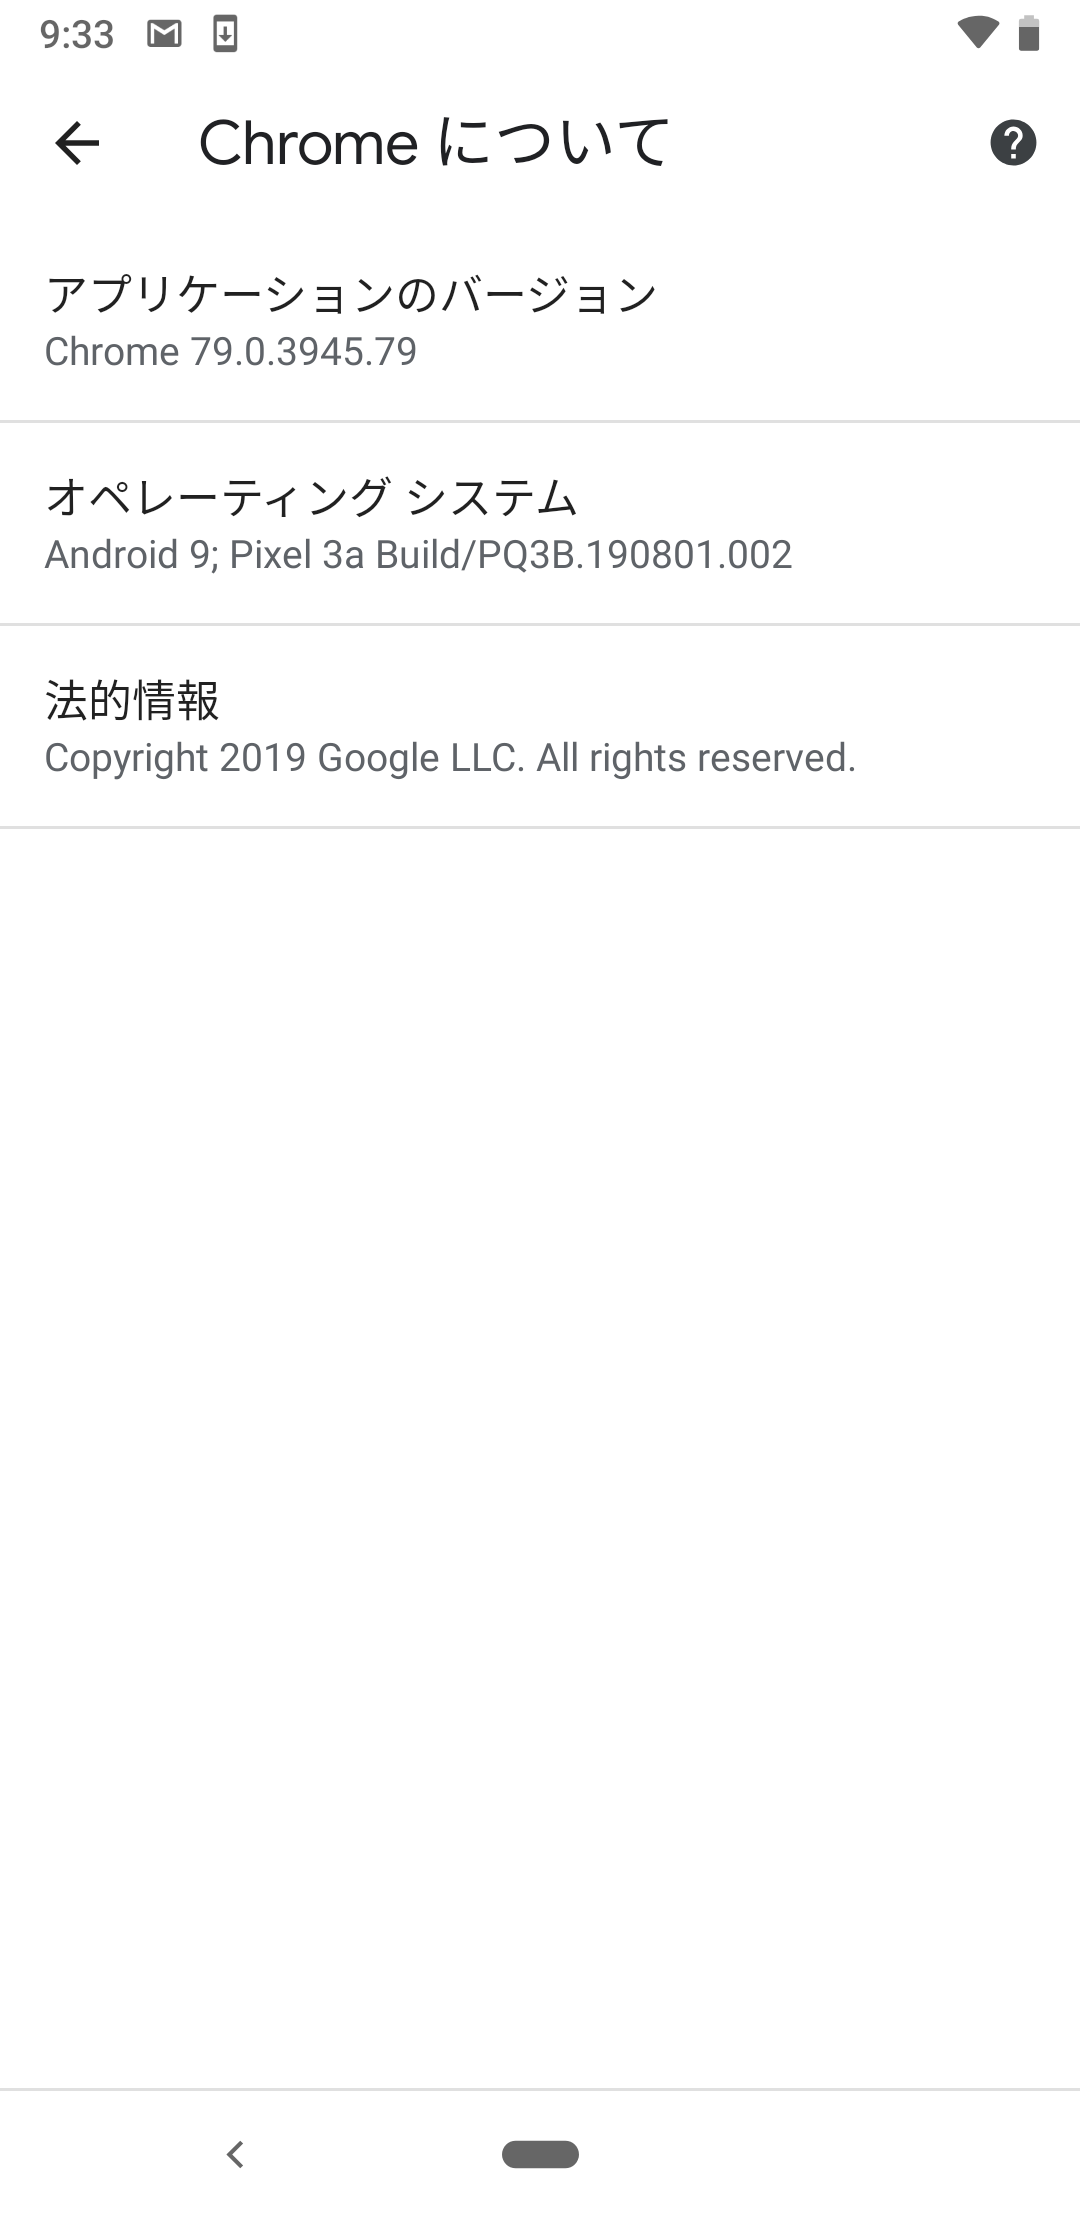 9:33
Chrome について
アプリケーションのバージョン
Chrome 79.0.3945.79
オペレーティング システム
Android 9; Pixel 3a Build/PQ3B.190801.002
法的情報
Copyright 2019 Google LLC. All rights reserved.